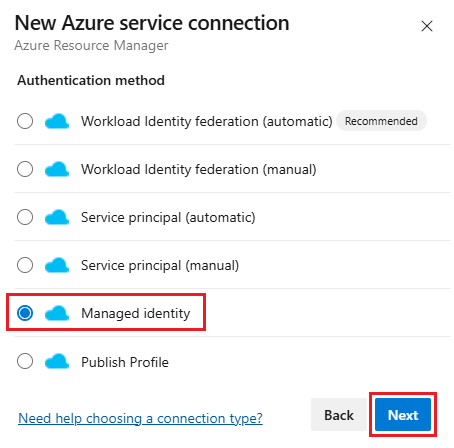 New Azure service connection
Azure Resource Manager
Authentication method
Workload Identity federation (automatic) Recommended
Workload Identity federation (manual)
Service principal (automatic)
Service principal (manual)
Managed identity
Publish Profile
Need help choosing a connection type? Back Next